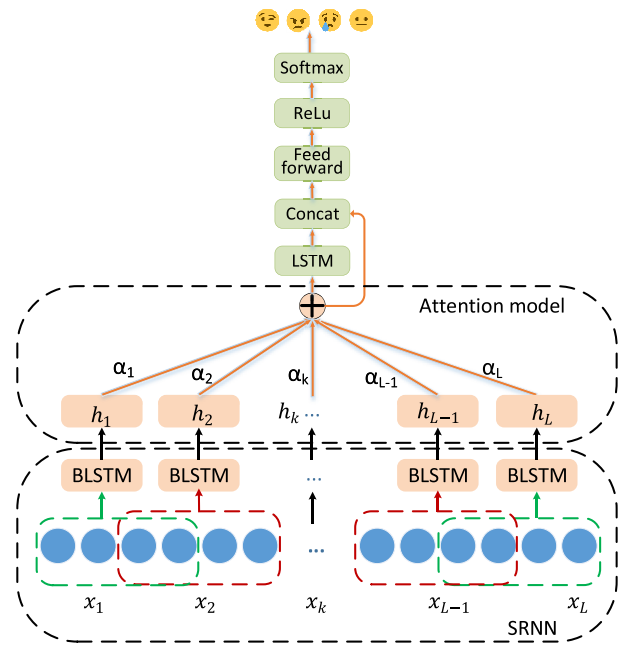 Softmax
ReLu
Feed
forward
Concat
LSTM
Attention model
α1 α2 αk αL-1 αL
h1 h2 hk ... hL−1 hL
BLSTM BLSTM ... BLSTM BLSTM
...
x1 x2 xk xL−1 xL
SRNN